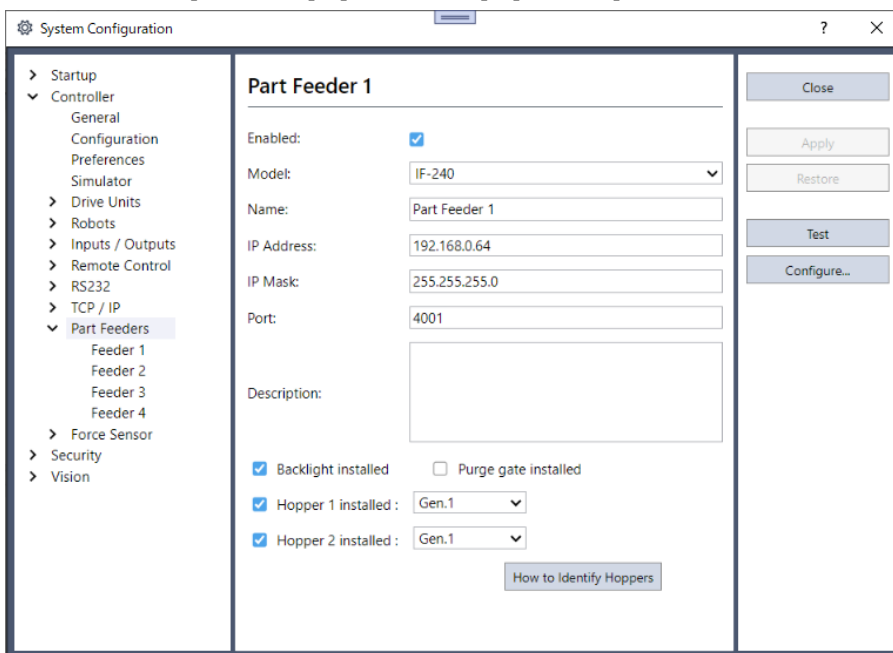 System Configuration
?
Startup
Controller
General
Configuration
Preferences
Simulator
Drive Units
Robots
Inputs / Outputs
Remote Control
RS232
TCP / IP
Part Feeders
Feeder 1
Feeder 2
Feeder 3
Feeder 4
Force Sensor
Security
Vision
Part Feeder 1
Enabled:
Model: IF-240
Name: Part Feeder 1
IP Address: 192.168.0.64
IP Mask: 255.255.255.0
Port: 4001
Description:
Backlight installed Purge gate installed
Hopper 1 installed : Gen.1
Hopper 2 installed : Gen.1
How to Identify Hoppers
Close
Apply
Restore
Test
Configure...